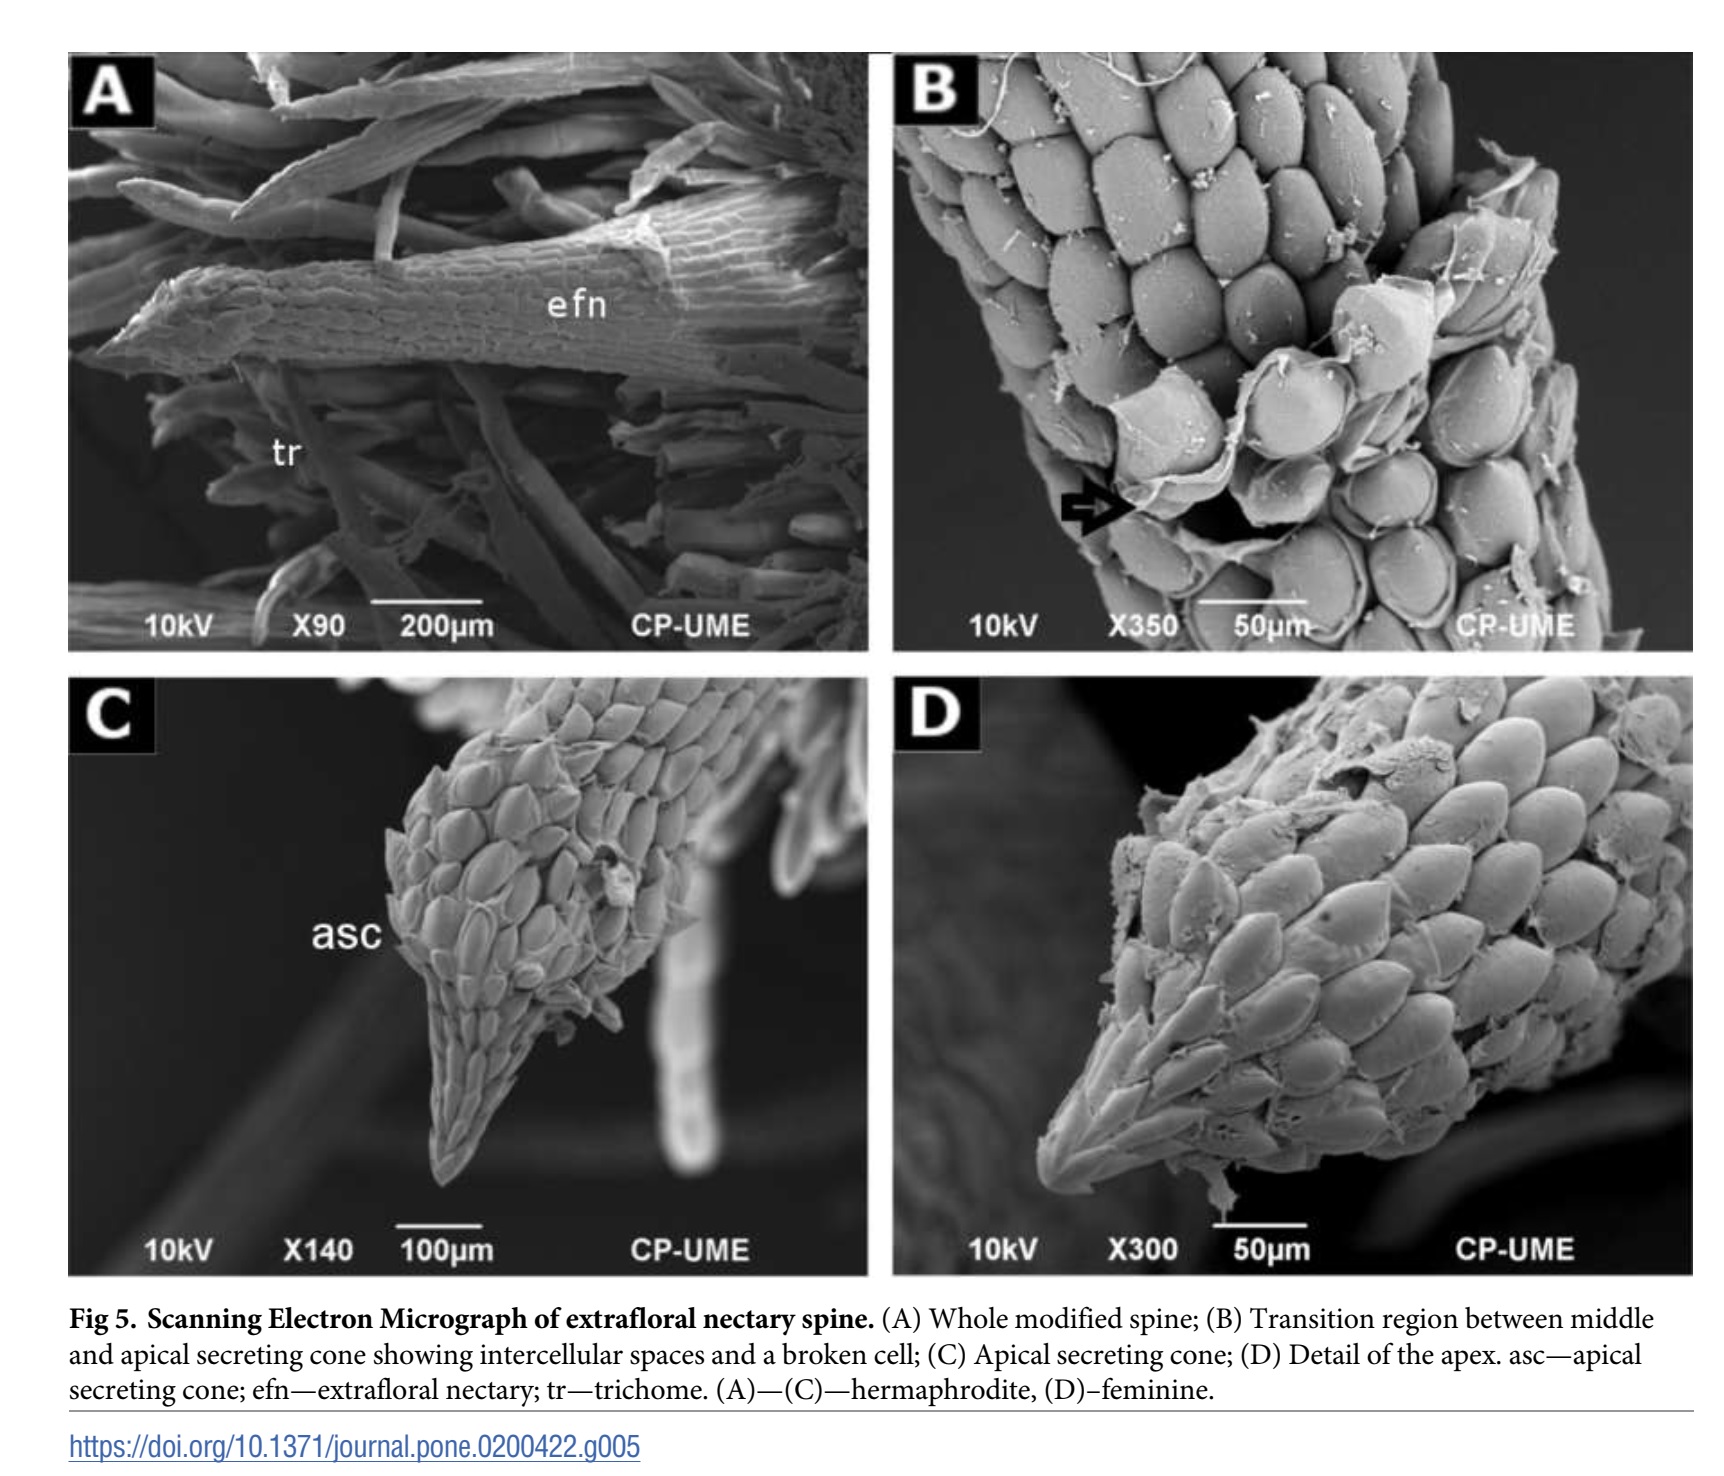 A
efn
tr
10kV X90 200µm CP-UME
B
10kV X350 50µm CP-UME
C
asc
10kV X140 100µm CP-UME
D
10kV X300 50µm CP-UME
Fig 5. Scanning Electron Micrograph of extrafloral nectary spine. (A) Whole modified spine; (B) Transition region between middle
and apical secreting cone showing intercellular spaces and a broken cell; (C) Apical secreting cone; (D) Detail of the apex. asc—apical
secreting cone; efn—extrafloral nectary; tr—trichome. (A)—(C)—hermaphrodite, (D)–feminine.
https://doi.org/10.1371/journal.pone.0200422.g005